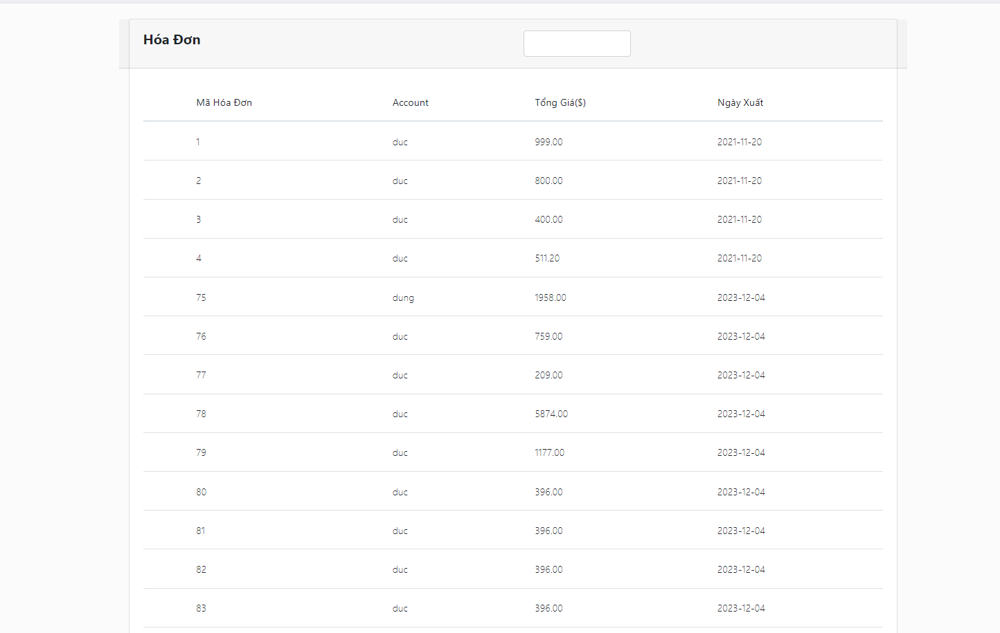 Hóa Đơn
Mã Hóa Đơn Account Tổng Giá($) Ngày Xuất
1 duc 999.00 2021-11-20
2 duc 800.00 2021-11-20
3 duc 400.00 2021-11-20
4 duc 511.20 2021-11-20
75 dung 1958.00 2023-12-04
76 duc 759.00 2023-12-04
77 duc 209.00 2023-12-04
78 duc 5874.00 2023-12-04
79 duc 1177.00 2023-12-04
80 duc 396.00 2023-12-04
81 duc 396.00 2023-12-04
82 duc 396.00 2023-12-04
83 duc 396.00 2023-12-04